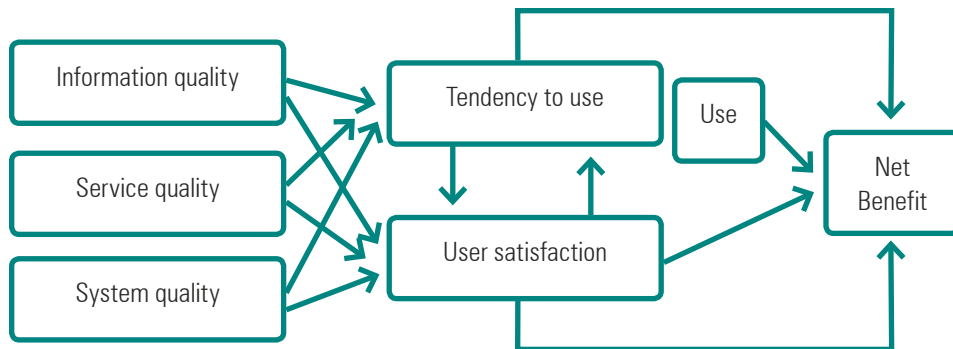 Information quality
Tendency to use
Use
Service quality
Net
Benefit
User satisfaction
System quality